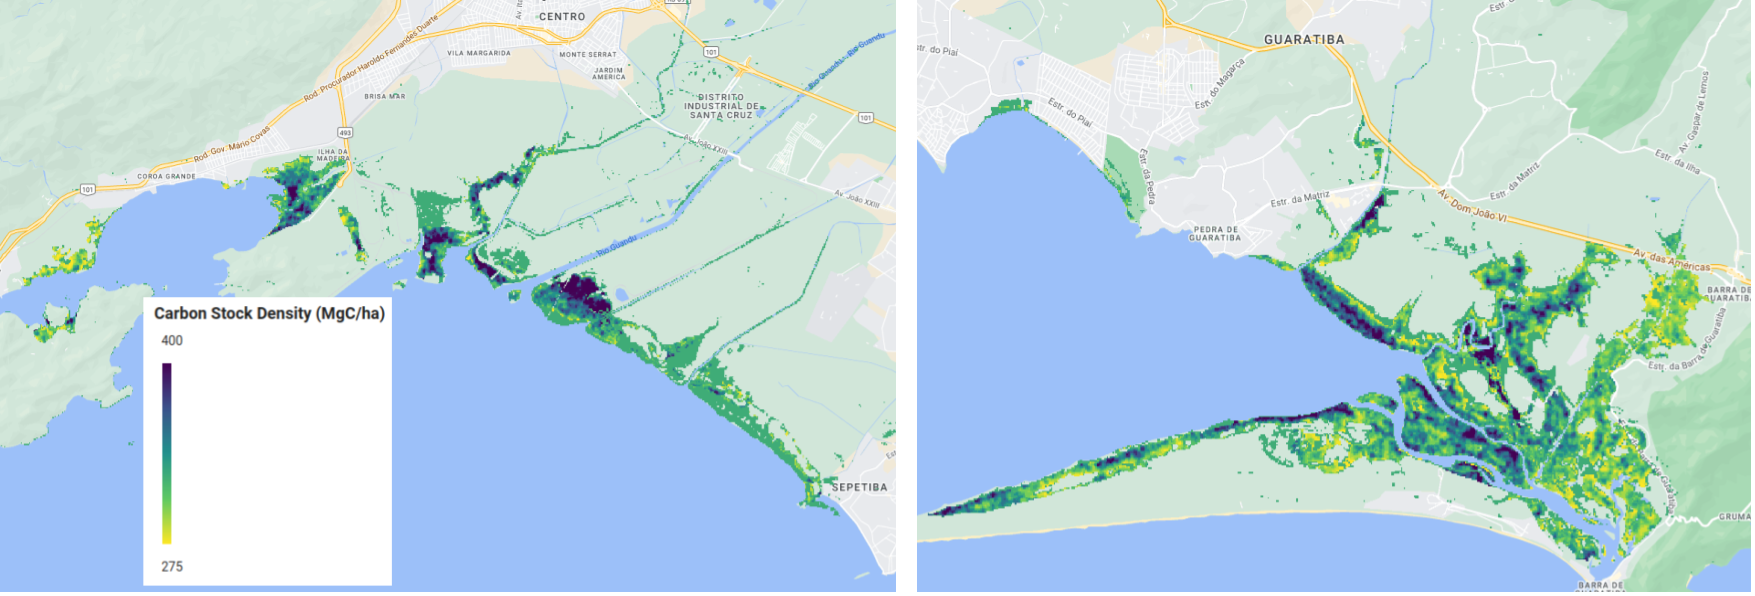 CENTRO
Av. Ita
Rod. Procurador Haroldo Fernandes Duarte
VILA MARGARIDA
MONTE SERRAT
101
JARDIM
AMERICA
Rio Guandu - Rio Guandu
BRISA MAR
DISTRITO
INDUSTRIAL DE
SANTA CRUZ
101
493
Rod. Gov. Mário Covas
Av. João XXIII
ILHA DA
MADEIRA
COROA GRANDE
101
Av. João XXIII
Rio Guandu
Carbon Stock Density (MgC/ha)
400
275
Est
SEPETIBA
Estr. do
GUARATIBA
str. do Piai
Estr. do Magarça
Estr. do Piai
Av. Gaspar de Lemos
Estr. da Pedra
Estr. da Ilha
Estr. da Matriz
Estr. da Matriz
Av. Dom João VI
PEDRA DE
GUARATIBA
Av. das Américas
BARRA DE
GUARATIBA
Estr. da Barra de Guaratiba
GRUMA
BARRA DE